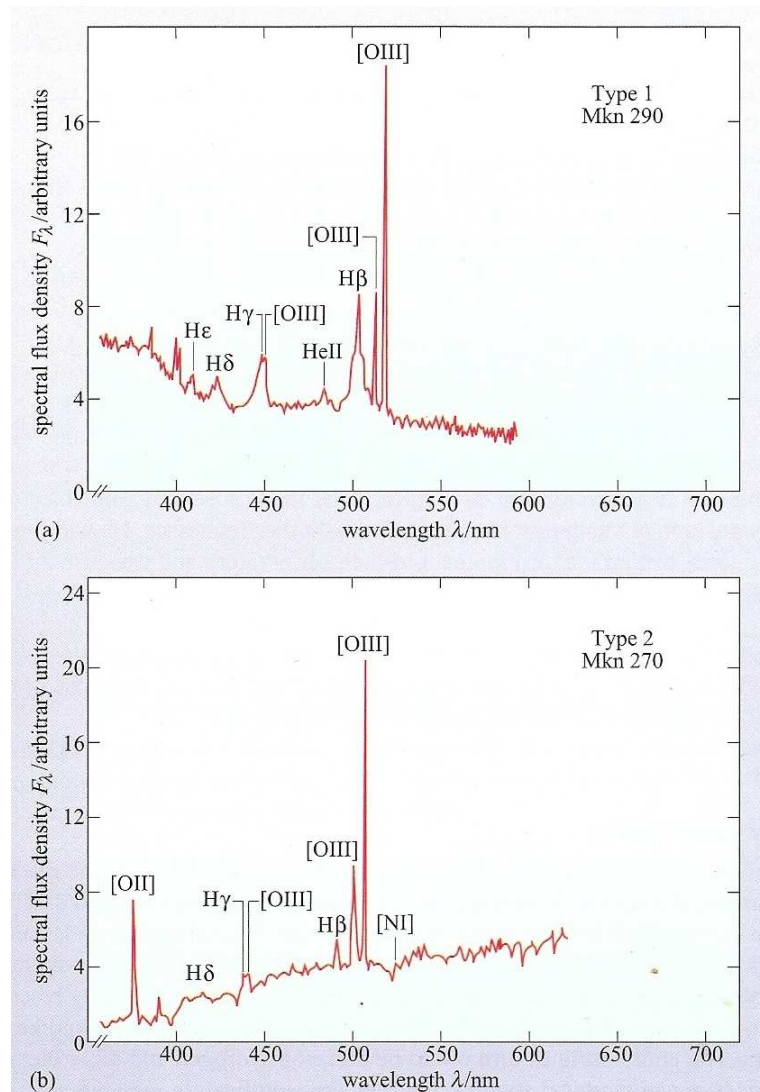 [OIII]
Type 1
Mkn 290
[OIII]
Hβ
Hγ [OIII]
Hε
Hδ
HeII
spectral flux density Fλ/arbitrary units
16
12
8
4
0
400 450 500 550 600 650 700
wavelength λ/nm
(a)
24
[OIII]
Type 2
Mkn 270
20
16
12
[OIII]
[OII]
8
Hγ [OIII]
Hβ
[NI]
Hδ
4
0
spectral flux density Fλ/arbitrary units
400 450 500 550 600 650 700
wavelength λ/nm
(b)